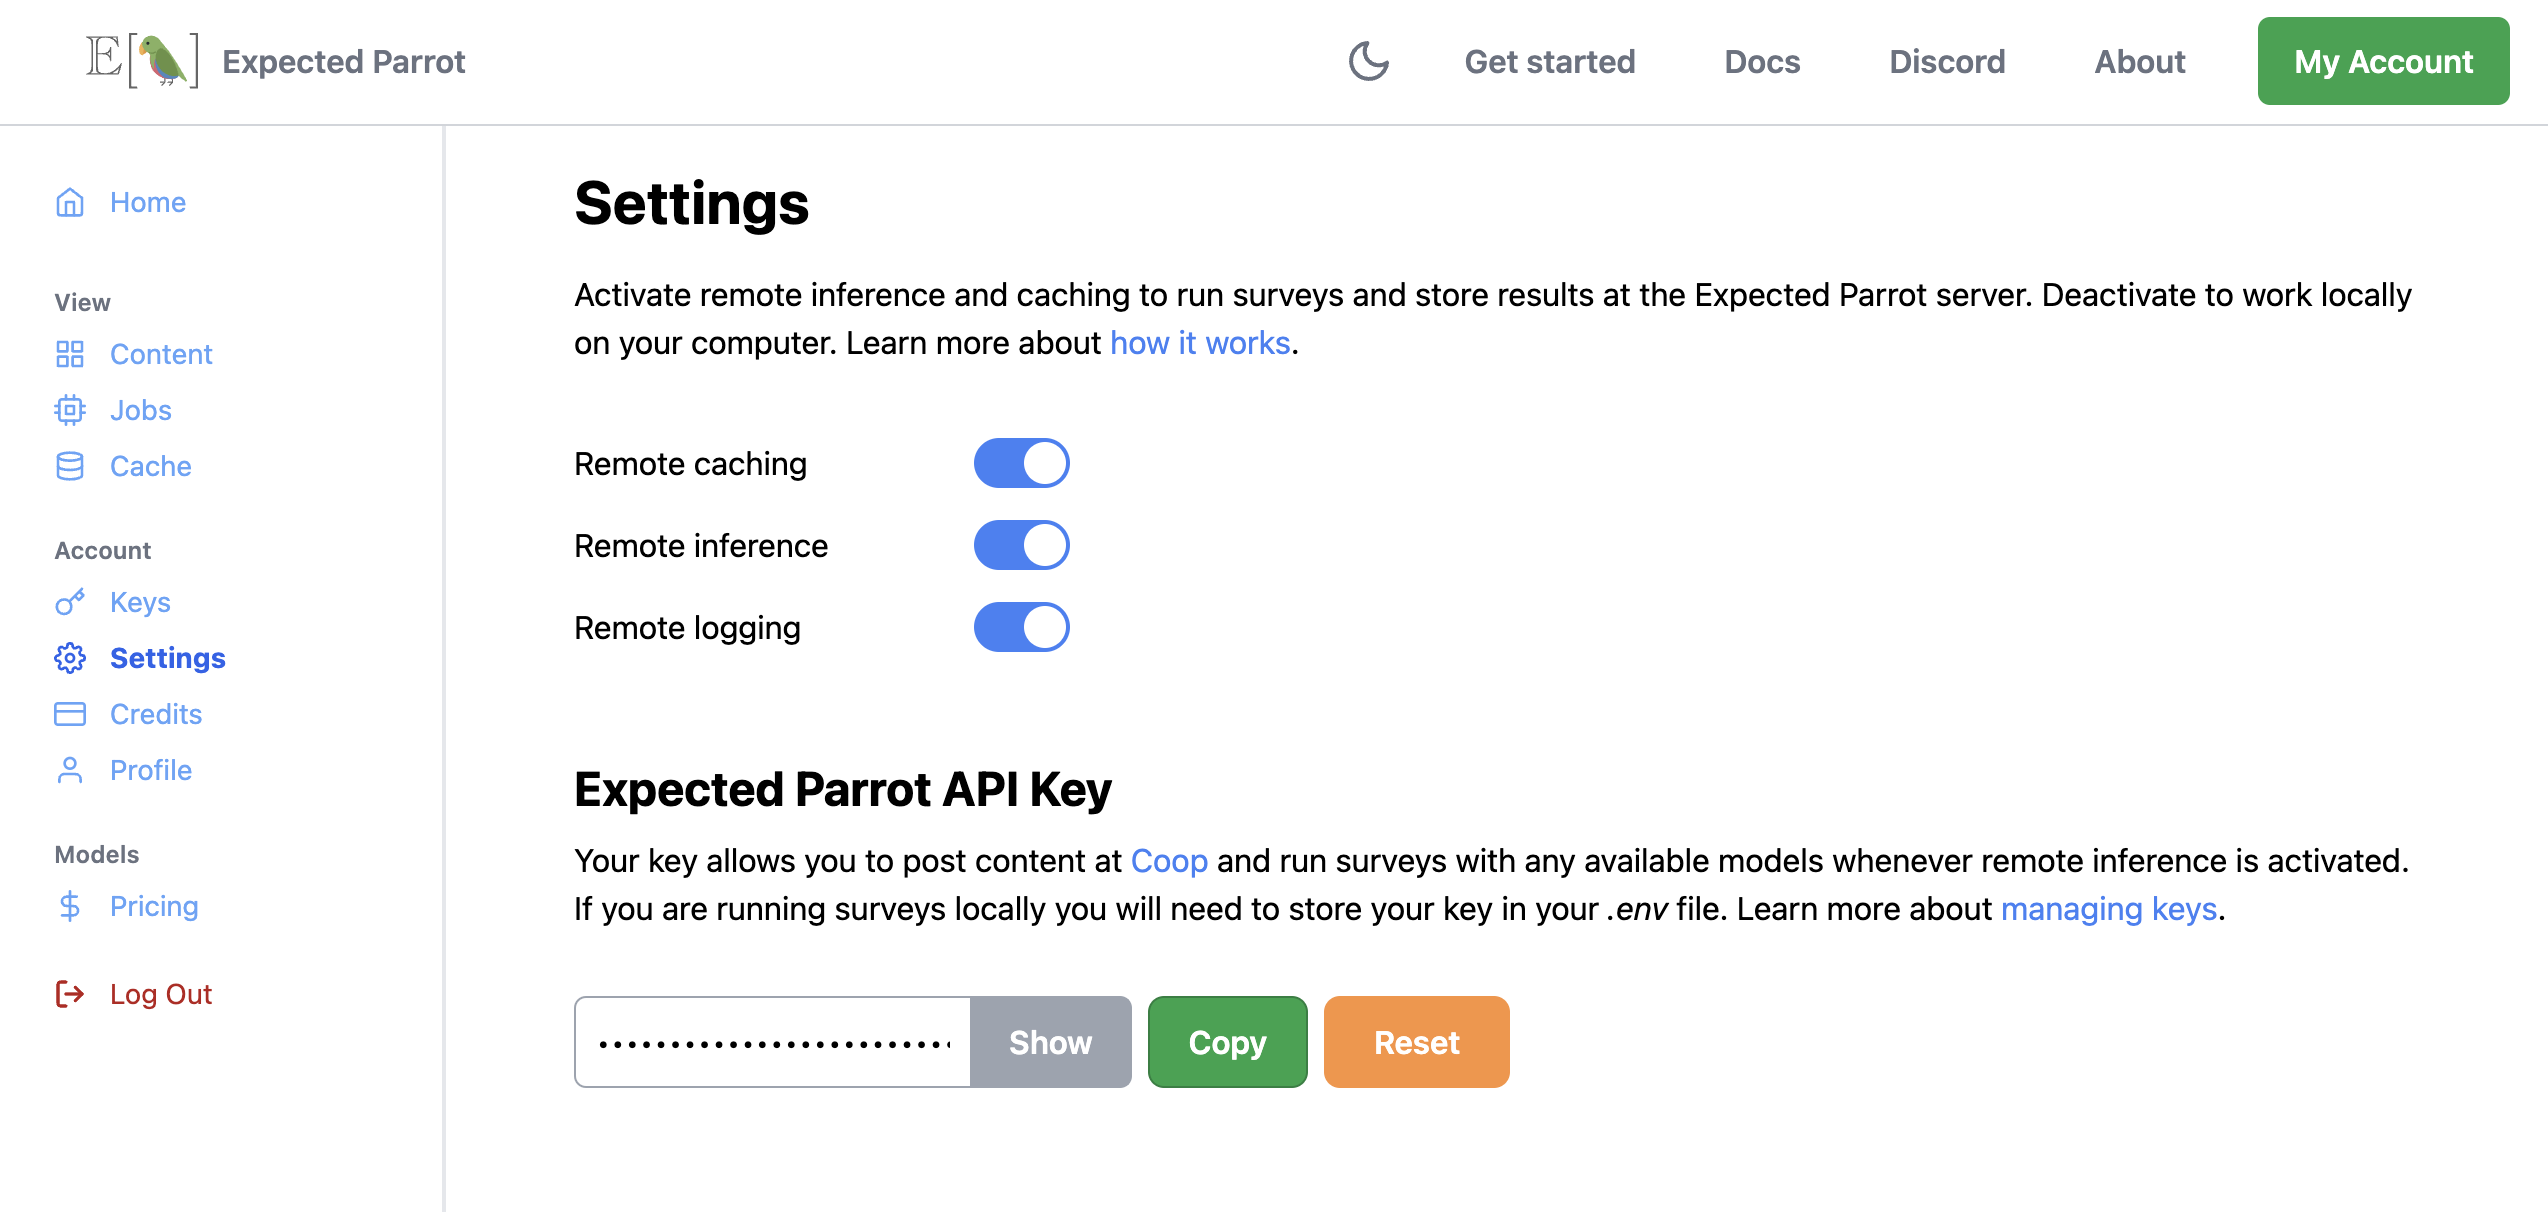 E[ ] Expected Parrot
Get started
Docs
Discord
About
My Account
Home
View
Content
Jobs
Cache
Account
Keys
Settings
Credits
Profile
Models
Pricing
Log Out
Settings
Activate remote inference and caching to run surveys and store results at the Expected Parrot server. Deactivate to work locally
on your computer. Learn more about how it works.
Remote caching
Remote inference
Remote logging
Expected Parrot API Key
Your key allows you to post content at Coop and run surveys with any available models whenever remote inference is activated.
If you are running surveys locally you will need to store your key in your .env file. Learn more about managing keys.
Show
Copy
Reset